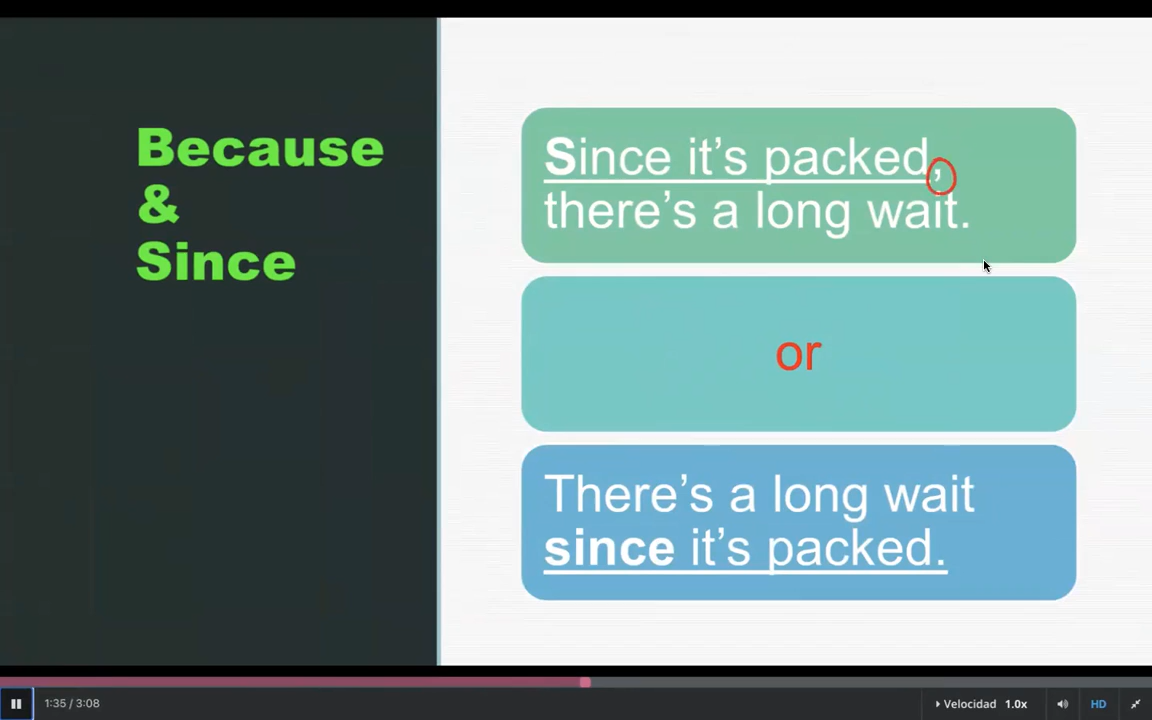 Because
&
Since
Since it's packed,
there's a long wait.
or
There's a long wait
since it's packed.
1:35 / 3:08
Velocidad 1.0x
HD